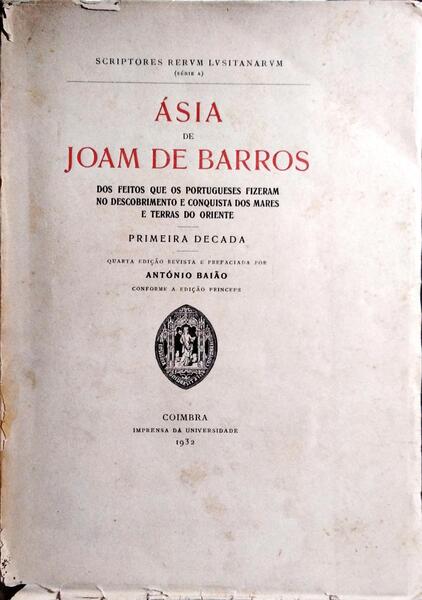 SCRIPTORES RERVM LVSITANARVM
(SÉRIE A)
ÁSIA
DE
JOAM DE BARROS
DOS FEITOS QUE OS PORTUGUESES FIZERAM
NO DESCOBRIMENTO E CONQUISTA DOS MARES
E TERRAS DO ORIENTE
PRIMEIRA DECADA
QUARTA EDIÇÃO REVISTA E PREFACIADA POR
ANTÓNIO BAIÃO
CONFORME A EDIÇÃO PRINCEPS
COIMBRA
IMPRENSA DA UNIVERSIDADE
1932